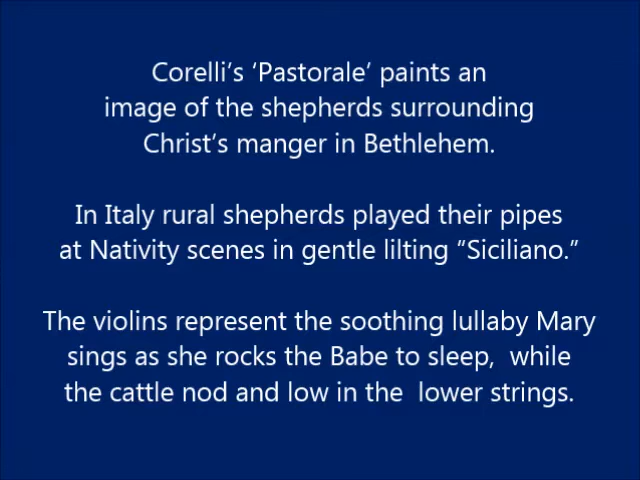 Corelli's 'Pastorale' paints an
image of the shepherds surrounding
Christ's manger in Bethlehem.
In Italy rural shepherds played their pipes
at Nativity scenes in gentle lilting "Siciliano."
The violins represent the soothing lullaby Mary
sings as she rocks the Babe to sleep,  while
the cattle nod and low in the  lower strings.